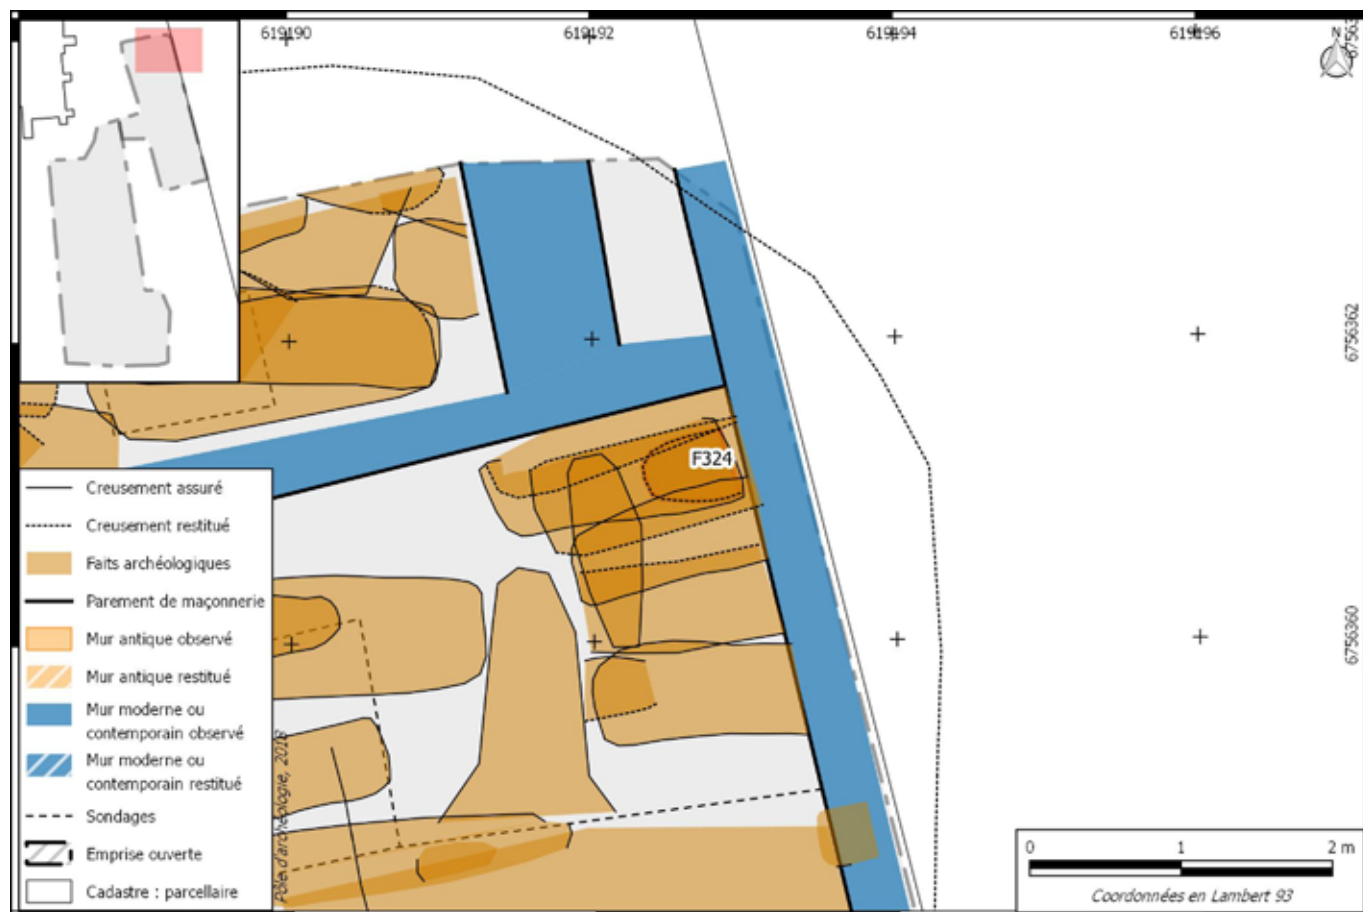 619190 619192 619194 619196
N
67563
6756362
6756360
F324
Creusement assuré
Creusement restitué
Faits archéologiques
Parement de maçonnerie
Mur antique observé
Mur antique restitué
Mur moderne ou
contemporain observé
Mur moderne ou
contemporain restitué
Sondages
Emprise ouverte
Cadastre : parcellaire
Pôle d'archéologie, 2018
0 1 2 m
Coordonnées en Lambert 93